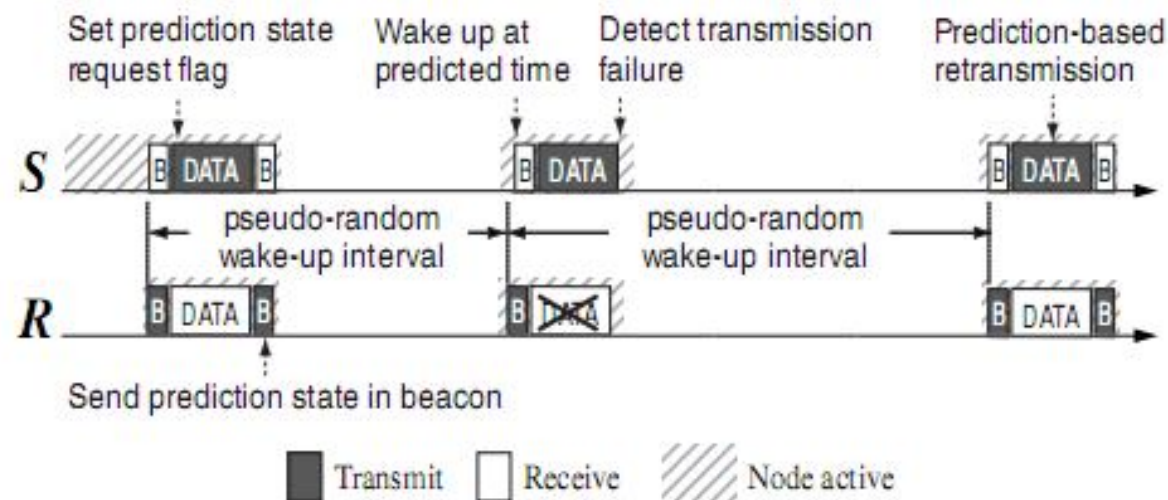 Set prediction state
request flag
Wake up at
predicted time
Detect transmission
failure
Prediction-based
retransmission
S
B DATA B
B DATA
B DATA B
pseudo-random
wake-up interval
pseudo-random
wake-up interval
R
B DATA B
B DATA
B DATA B
Send prediction state in beacon
Transmit
Receive
Node active